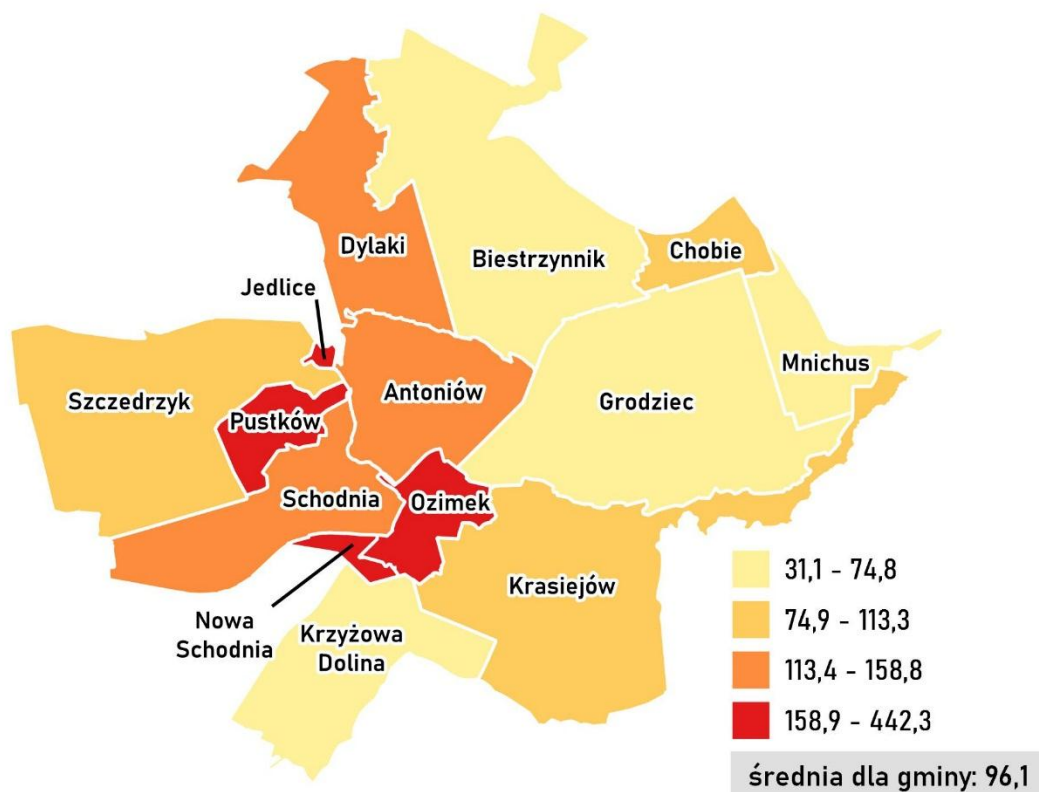 Dylaki
Biestrzynnik
Chobie
Jedlice
Mnichus
Szczedrzyk
Antoniów
Grodziec
Pustków
Schodnia
Ozimek
Krasiejów
Nowa
Schodnia
Krzyżowa
Dolina
31,1 - 74,8
74,9 - 113,3
113,4 - 158,8
158,9 - 442,3
średnia dla gminy: 96,1